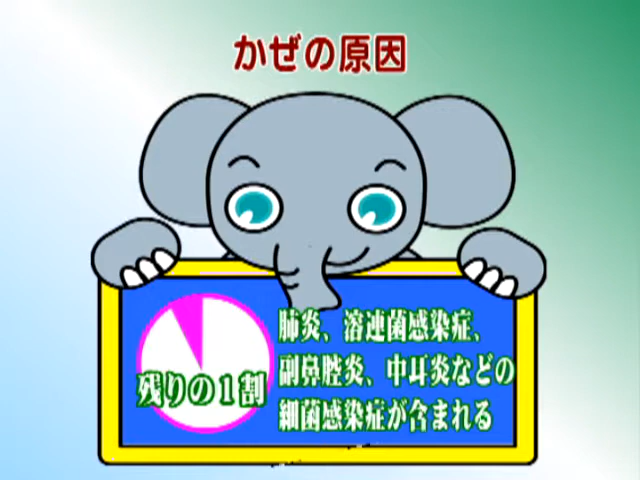 かぜの原因
残りの1割
肺炎、溶連菌感染症、
副鼻腔炎、中耳炎などの
細菌感染症が含まれる